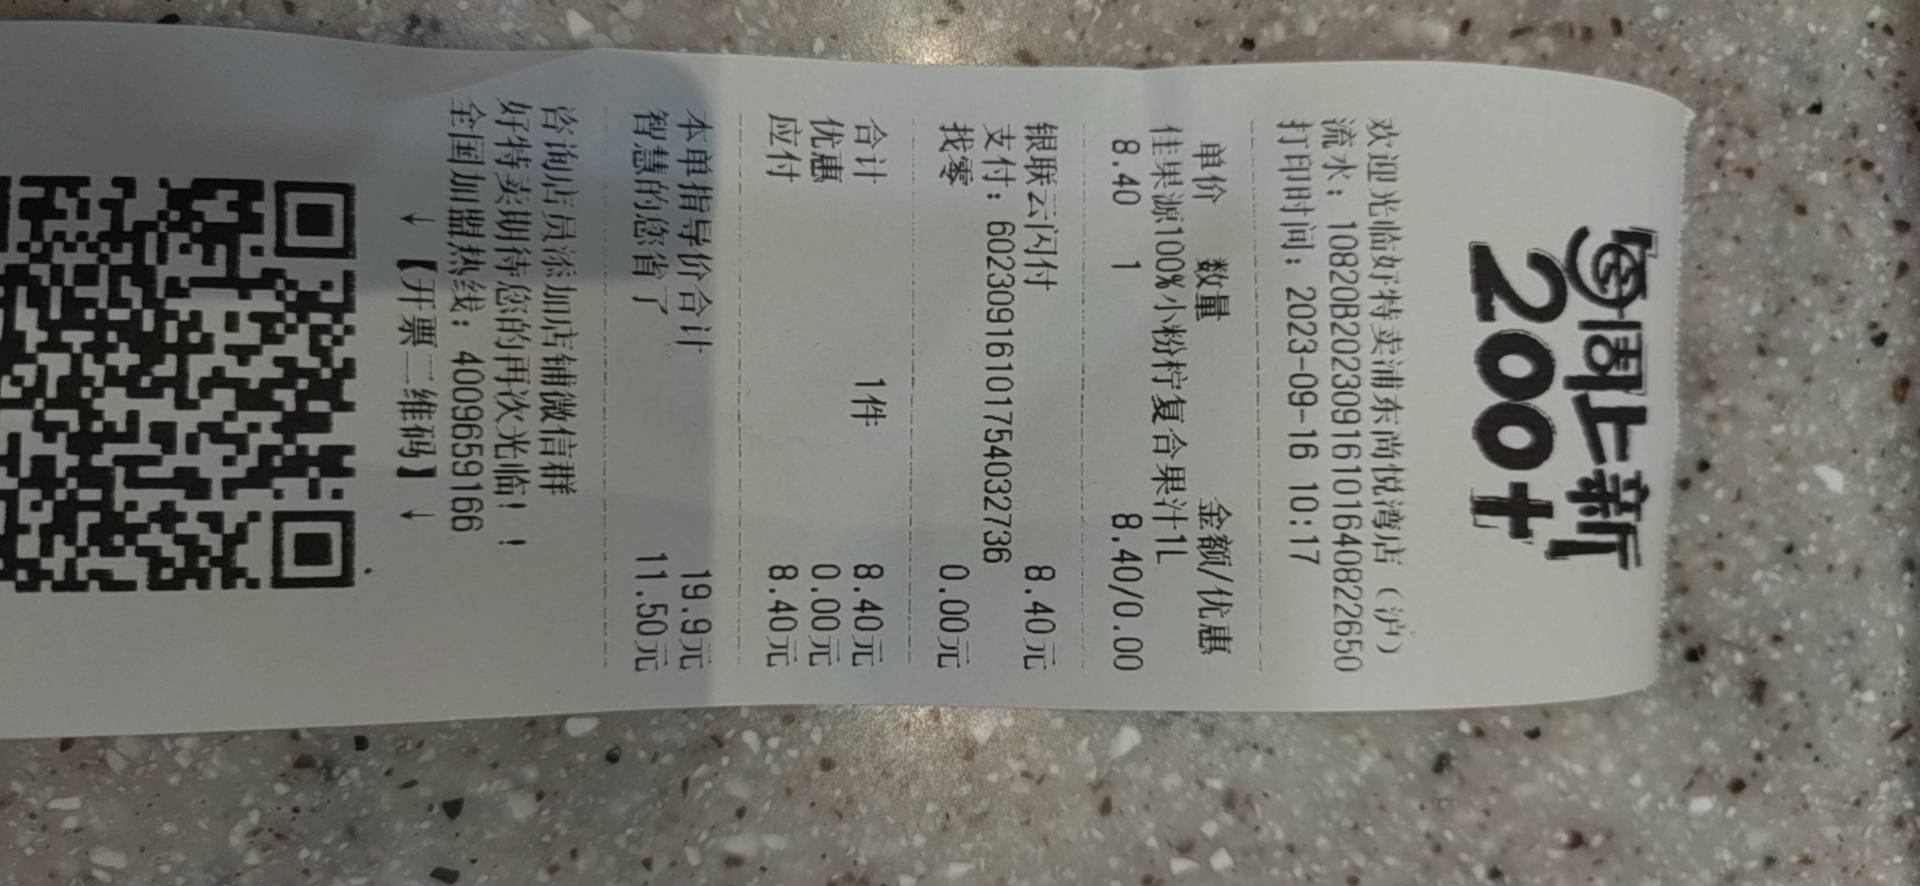 每周上新
200+
欢迎光临好特卖浦东尚悦湾店（沪）
流水：10820B2023091610164082265​0
打印时间：2023-09-16 10:17
单价 数量 金额/优惠
佳果源100%小粉柠复合果汁1L
8.40 1 8.40/0.00
银联云闪付 8.40元
支付：602309161610175403​2736
找零 0.00元
合计 1件 8.40元
优惠 0.00元
应付 8.40元
本单指导价合计 19.9元
智慧的您省了 11.50元
咨询店员添加店铺微信群
好特卖期待您的再次光临！！
全国加盟热线：4009659166
↓ 【开票二维码】 ↓